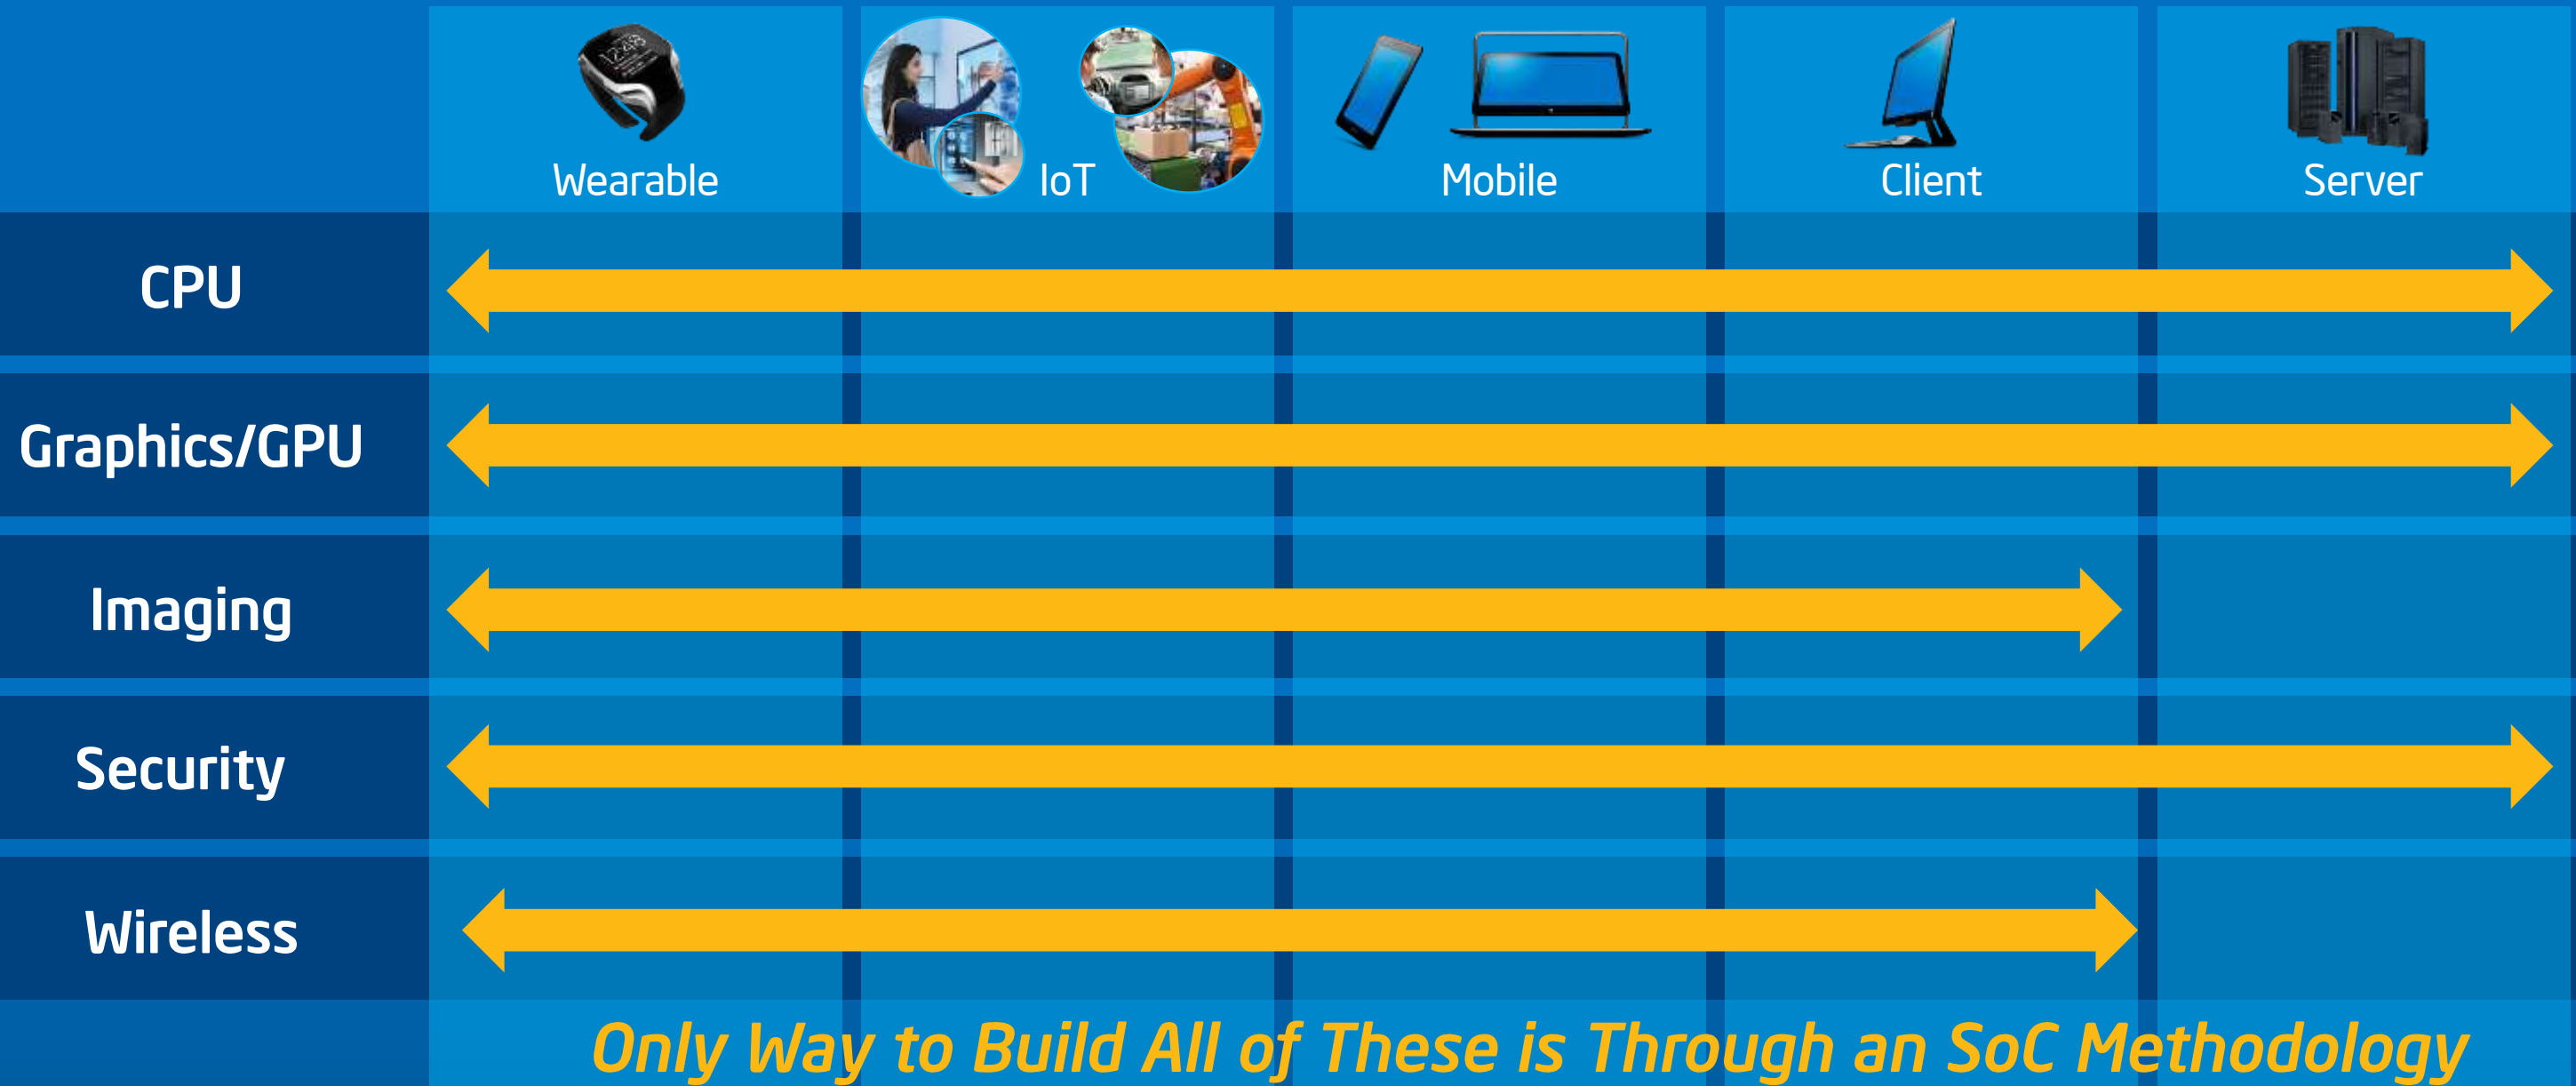 Wearable
IoT
Mobile
Client
Server
CPU
Graphics/GPU
Imaging
Security
Wireless
Only Way to Build All of These is Through an SoC Methodology